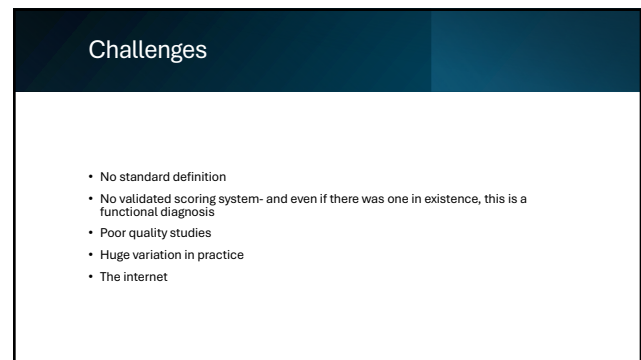 Challenges
• No standard definition
• No validated scoring system- and even if there was one in existence, this is a
functional diagnosis
• Poor quality studies
• Huge variation in practice
• The internet